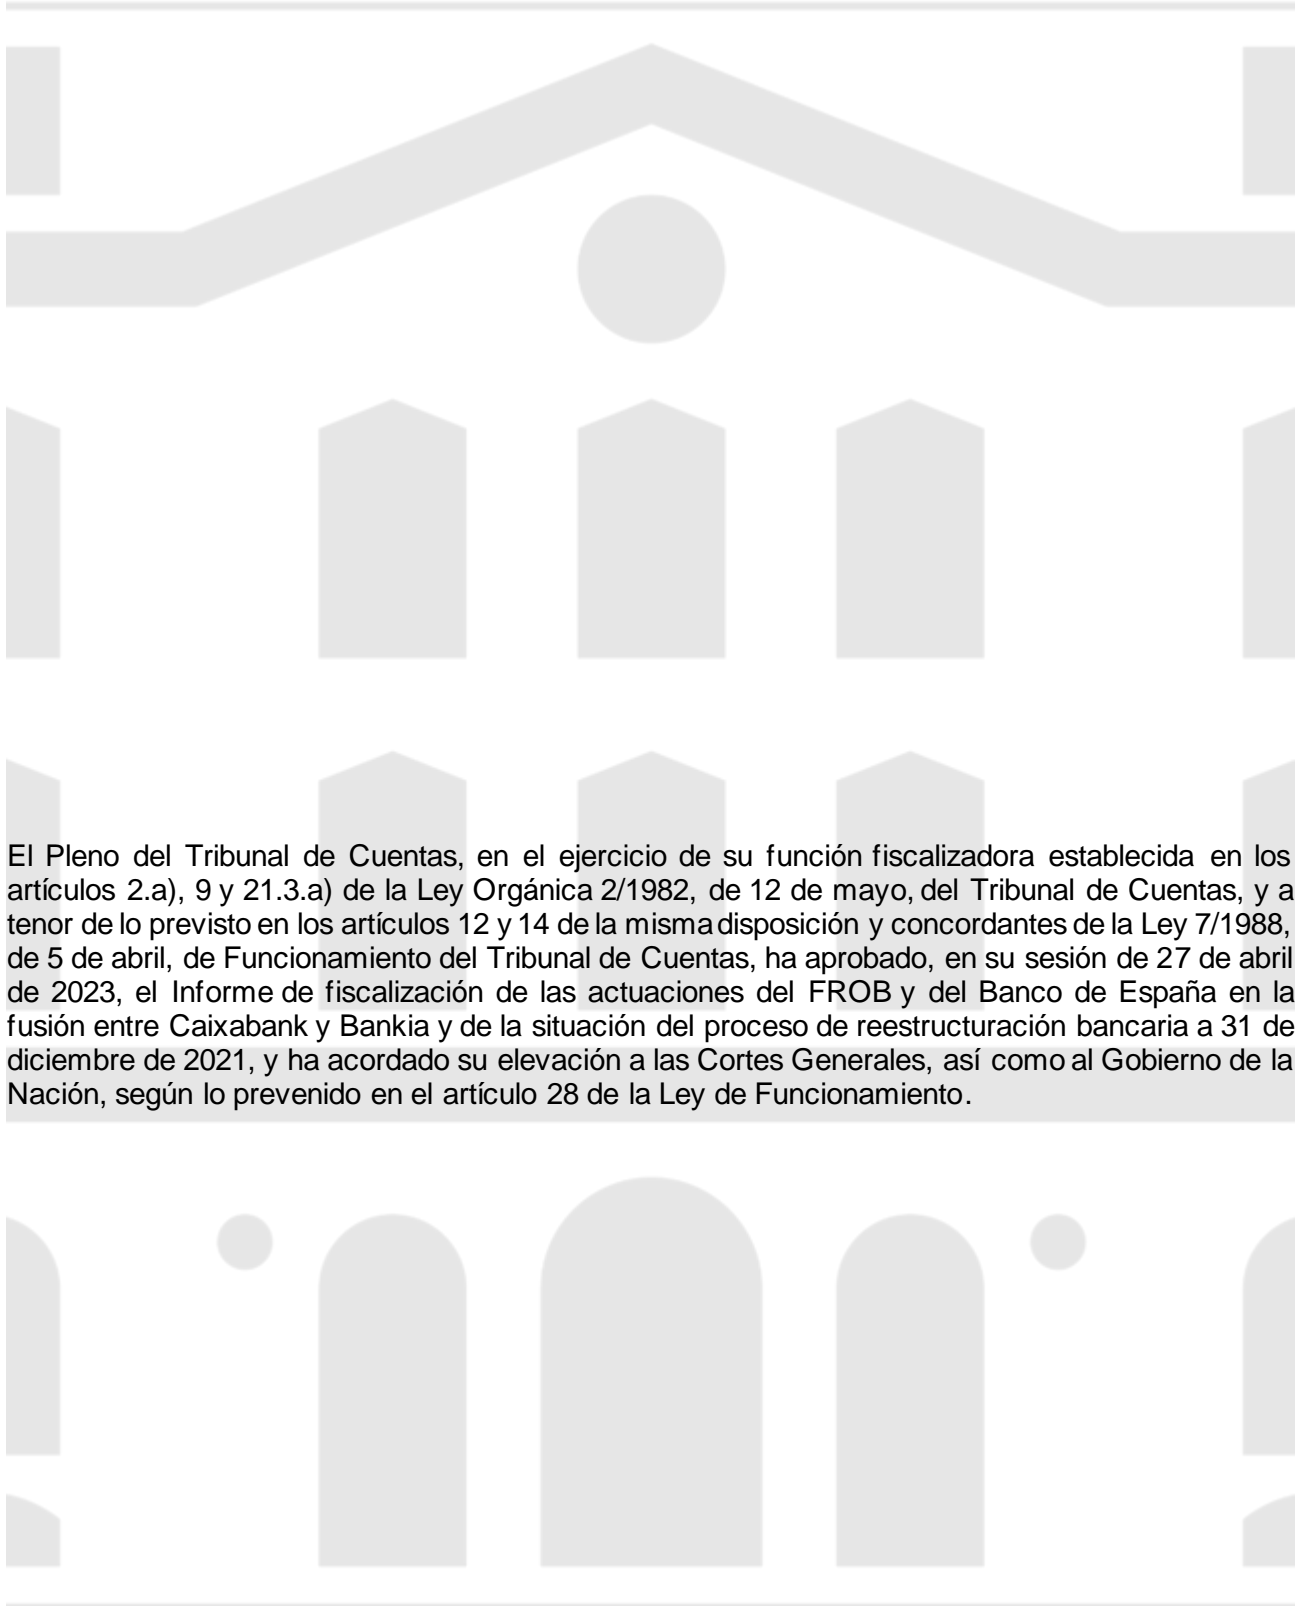 El Pleno del Tribunal de Cuentas, en el ejercicio de su función fiscalizadora establecida en los
artículos 2.a), 9 y 21.3.a) de la Ley Orgánica 2/1982, de 12 de mayo, del Tribunal de Cuentas, y a
tenor de lo previsto en los artículos 12 y 14 de la misma disposición y concordantes de la Ley 7/1988,
de 5 de abril, de Funcionamiento del Tribunal de Cuentas, ha aprobado, en su sesión de 27 de abril
de 2023, el Informe de fiscalización de las actuaciones del FROB y del Banco de España en la
fusión entre Caixabank y Bankia y de la situación del proceso de reestructuración bancaria a 31 de
diciembre de 2021, y ha acordado su elevación a las Cortes Generales, así como al Gobierno de la
Nación, según lo prevenido en el artículo 28 de la Ley de Funcionamiento.